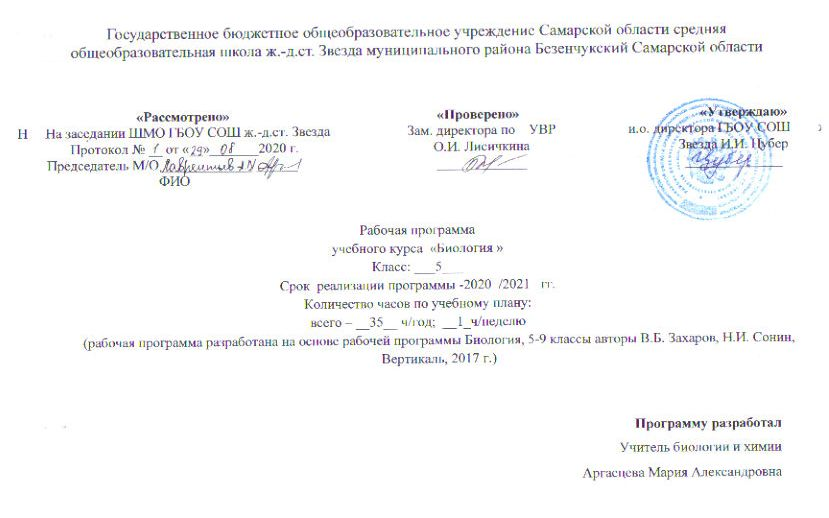 Государственное бюджетное общеобразовательное учреждение Самарской области средняя
общеобразовательная школа ж.-д.ст. Звезда муниципального района Безенчукский Самарской области
«Рассмотрено»
Н На заседании ШМО ГБОУ СОШ ж.-д.ст. Звезда
Протокол № 1 от «29» 08 2020 г.
Председатель М/О
ФИО
«Проверено»
Зам. директора по УВР
О.И. Лисичкина
«Утверждаю»
и.о. директора ГБОУ СОШ
Звезда И.И. Цубер
Рабочая программа
учебного курса «Биология »
Класс: ___5___
Срок реализации программы -2020 /2021 гг.
Количество часов по учебному плану:
всего – __35__ ч/год; __1_ч/неделю
(рабочая программа разработана на основе рабочей программы Биология, 5-9 классы авторы В.Б. Захаров, Н.И. Сонин,
Вертикаль, 2017 г.)
Программу разработал
Учитель биологии и химии
Аргасцева Мария Александровна